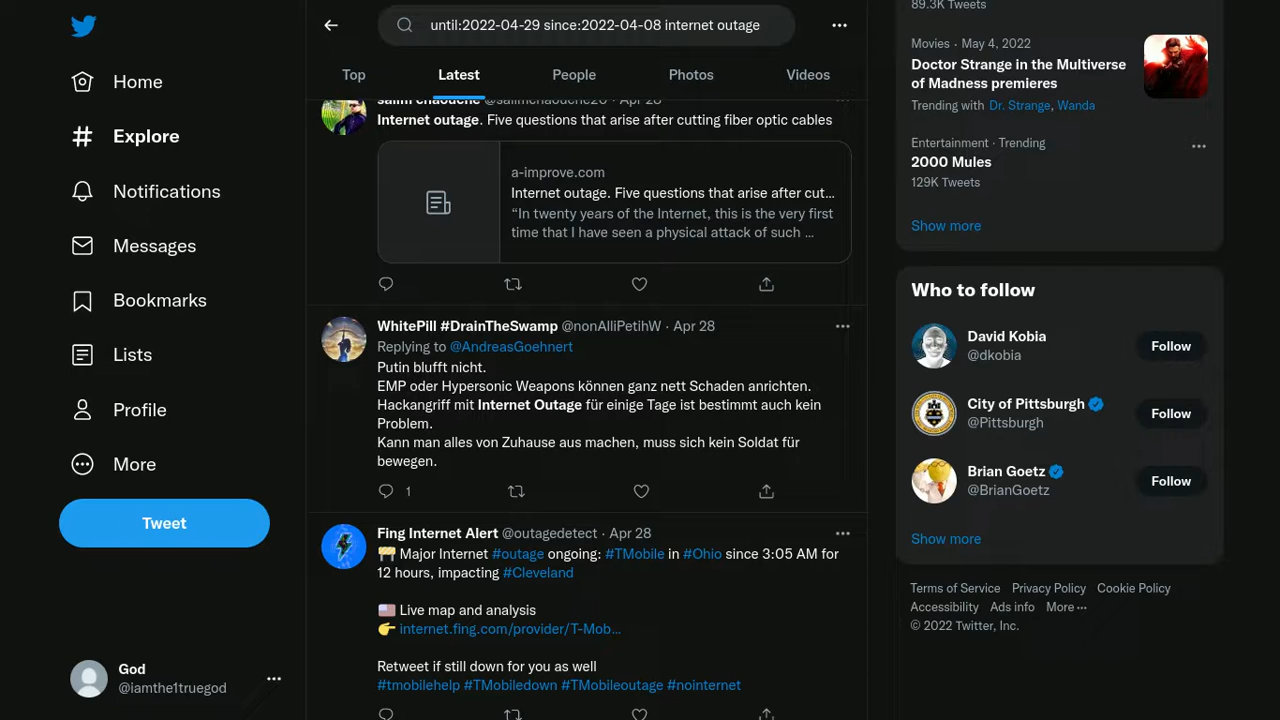 Home
Explore
Notifications
Messages
Bookmarks
Lists
Profile
More
Tweet
God
@iamthe1truegod
until:2022-04-29 since:2022-04-08 internet outage
Top
Latest
People
Photos
Videos
salim chaouche @salimchaouche20 · Apr 28
Internet outage. Five questions that arise after cutting fiber optic cables
a-improve.com
Internet outage. Five questions that arise after cut…
“In twenty years of the Internet, this is the very first
time that I have seen a physical attack of such ...
WhitePill #DrainTheSwamp @nonAlliPetihW · Apr 28
Replying to @AndreasGoehnert
Putin blufft nicht.
EMP oder Hypersonic Weapons können ganz nett Schaden anrichten.
Hackangriff mit Internet Outage für einige Tage ist bestimmt auch kein
Problem.
Kann man alles von Zuhause aus machen, muss sich kein Soldat für
bewegen.
1
Fing Internet Alert @outagedetect · Apr 28
🚧 Major Internet #outage ongoing: #TMobile in #Ohio since 3:05 AM for
12 hours, impacting #Cleveland
🇺🇸 Live map and analysis
👉 internet.fing.com/provider/T-Mob…
Retweet if still down for you as well
#tmobilehelp #TMobiledown #TMobileoutage #nointernet
89.3K Tweets
Movies · May 4, 2022
Doctor Strange in the Multiverse
of Madness premieres
Trending with Dr. Strange, Wanda
Entertainment · Trending
2000 Mules
129K Tweets
Show more
Who to follow
David Kobia
@dkobia
Follow
City of Pittsburgh
@Pittsburgh
Follow
Brian Goetz
@BrianGoetz
Follow
Show more
Terms of Service Privacy Policy Cookie Policy
Accessibility Ads info More ···
© 2022 Twitter, Inc.